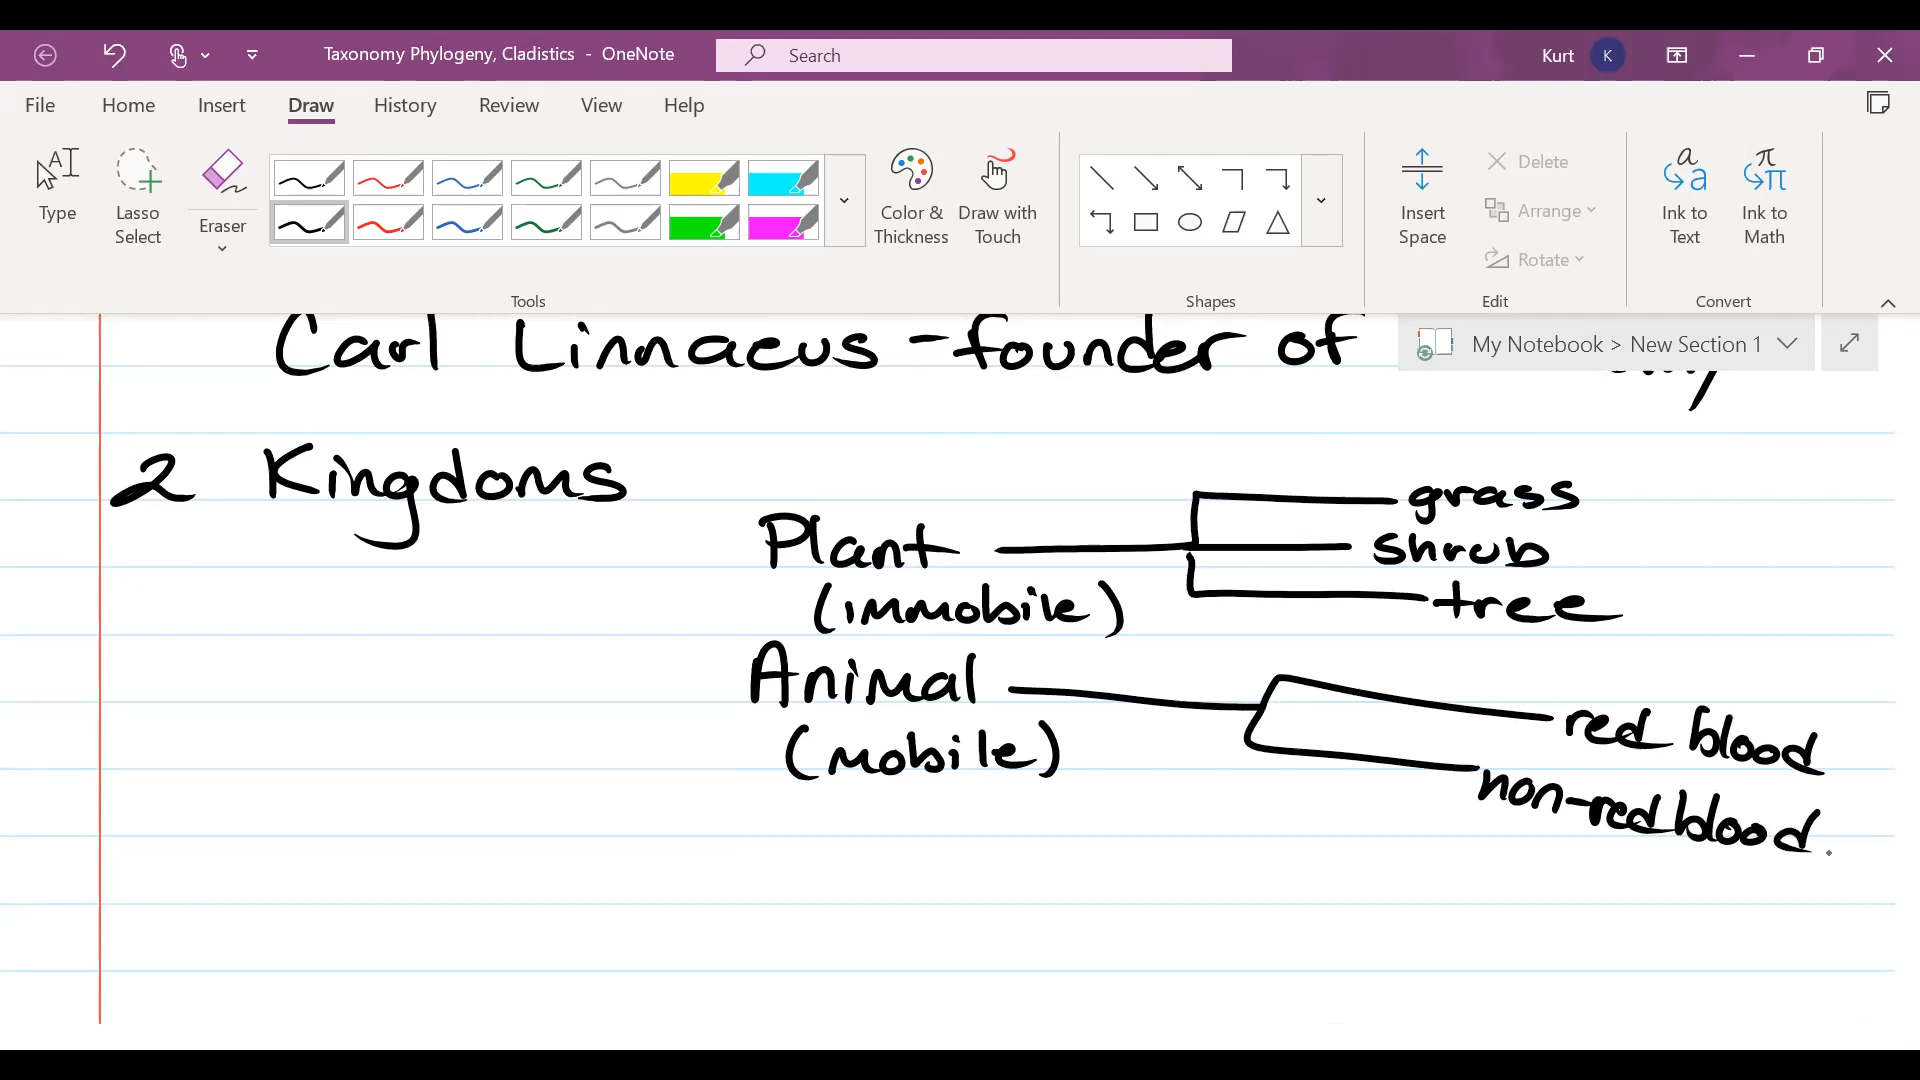 Taxonomy Phylogeny, Cladistics - OneNote
Search
Kurt K
File Home Insert Draw History Review View Help
Type
Lasso Select
Eraser
Color & Thickness
Draw with Touch
Insert Space
Delete
Arrange
Rotate
Ink to Text
Ink to Math
Tools Shapes Edit Convert
My Notebook > New Section 1
Carl Linnaeus - founder of
2 Kingdoms
grass
Plant shrub
(immobile) tree
Animal
red blood
(mobile)
non-red blood.